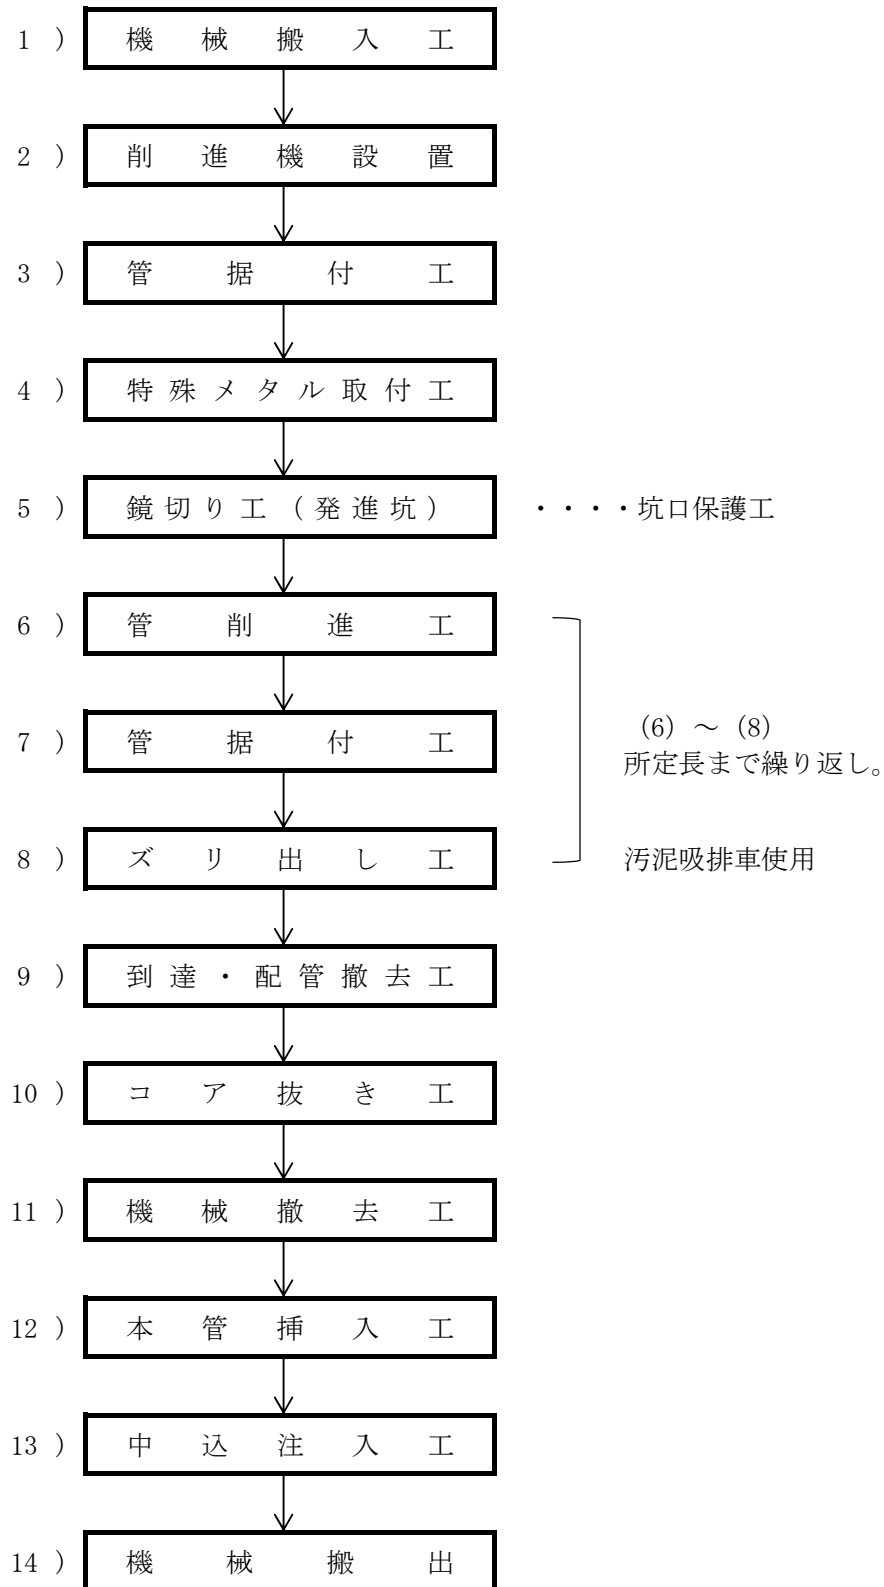 1 ) 機械搬入工
2 ) 削進機設置
3 ) 管据付工
4 ) 特殊メタル取付工
5 ) 鏡切り工(発進坑) ・・・・坑口保護工
6 ) 管削進工
7 ) 管据付工
(6) ～ (8)
所定長まで繰り返し。
8 ) ズリ出し工 汚泥吸排車使用
9 ) 到達・配管撤去工
10 ) コア抜き工
11 ) 機械撤去工
12 ) 本管挿入工
13 ) 中込注入工
14 ) 機械搬出